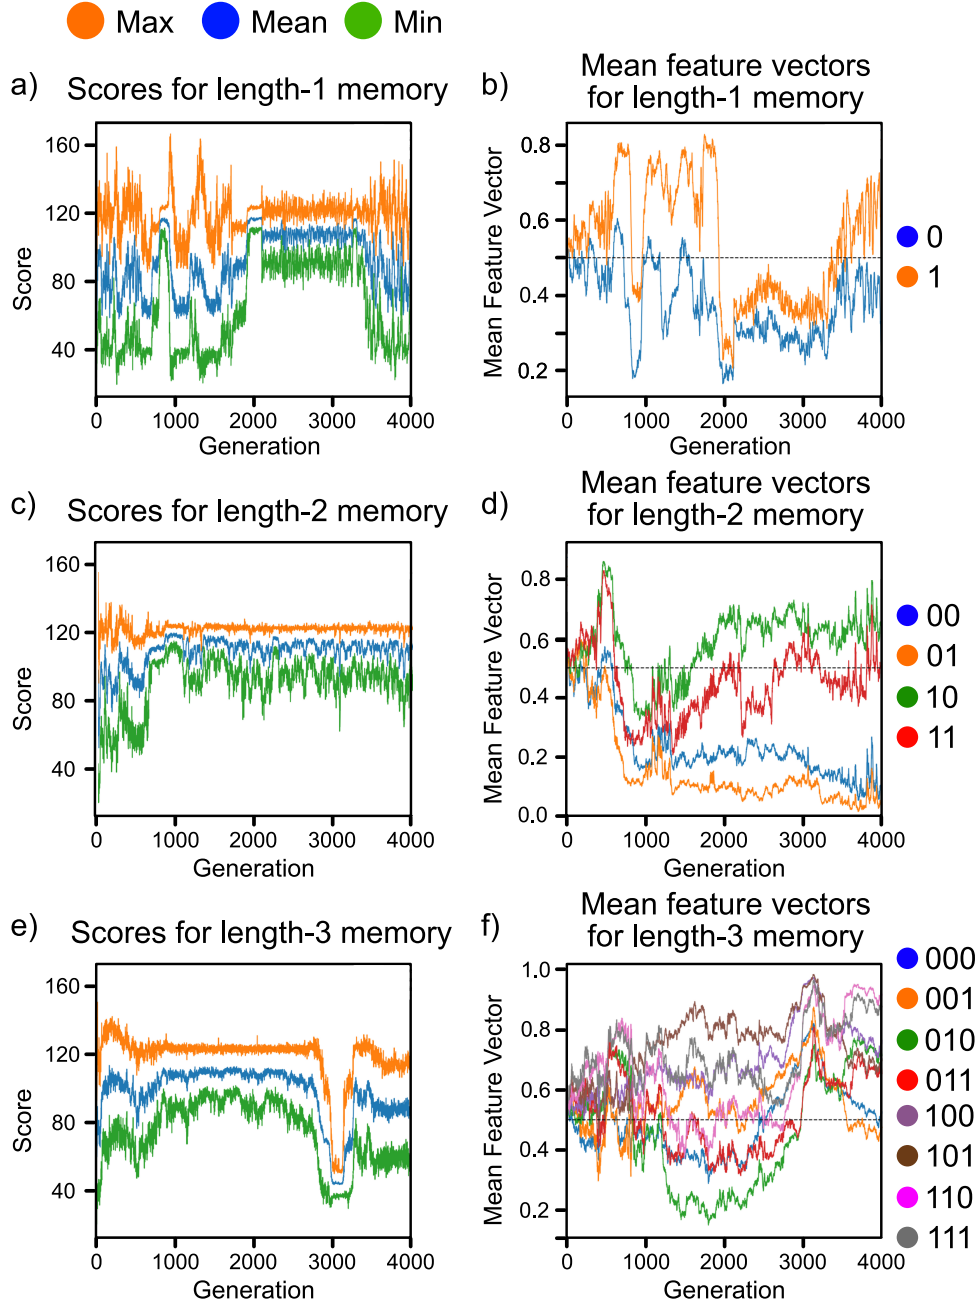 Max Mean Min
a) Scores for length-1 memory
160
120
80
40
Score
0 1000 2000 3000 4000
Generation
b) Mean feature vectors
for length-1 memory
0.8
0.6
0.4
0.2
Mean Feature Vector
0 1000 2000 3000 4000
Generation
0
1
c) Scores for length-2 memory
160
120
80
40
Score
0 1000 2000 3000 4000
Generation
d) Mean feature vectors
for length-2 memory
0.8
0.6
0.4
0.2
0.0
Mean Feature Vector
0 1000 2000 3000 4000
Generation
00
01
10
11
e) Scores for length-3 memory
160
120
80
40
Score
0 1000 2000 3000 4000
Generation
f) Mean feature vectors
for length-3 memory
1.0
0.8
0.6
0.4
0.2
Mean Feature Vector
0 1000 2000 3000 4000
Generation
000
001
010
011
100
101
110
111